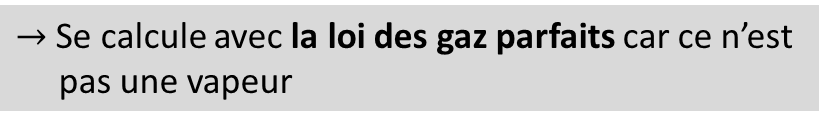 → Se calcule avec la loi des gaz parfaits car ce n’est
pas une vapeur